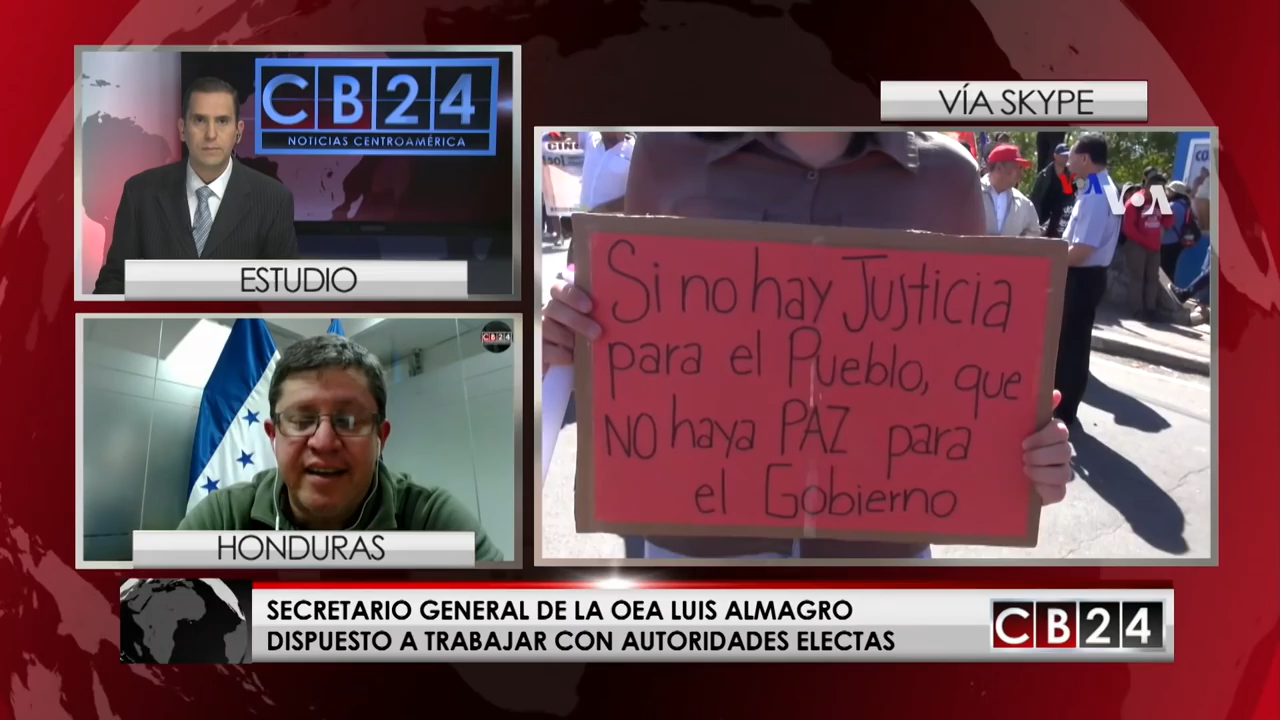 CB24
NOTICIAS CENTROAMÉRICA
ESTUDIO
VÍA SKYPE
VOA
Si no hay Justicia
para el Pueblo, que
NO haya PAZ para
el Gobierno
CB24
HONDURAS
SECRETARIO GENERAL DE LA OEA LUIS ALMAGRO
DISPUESTO A TRABAJAR CON AUTORIDADES ELECTAS
CB24